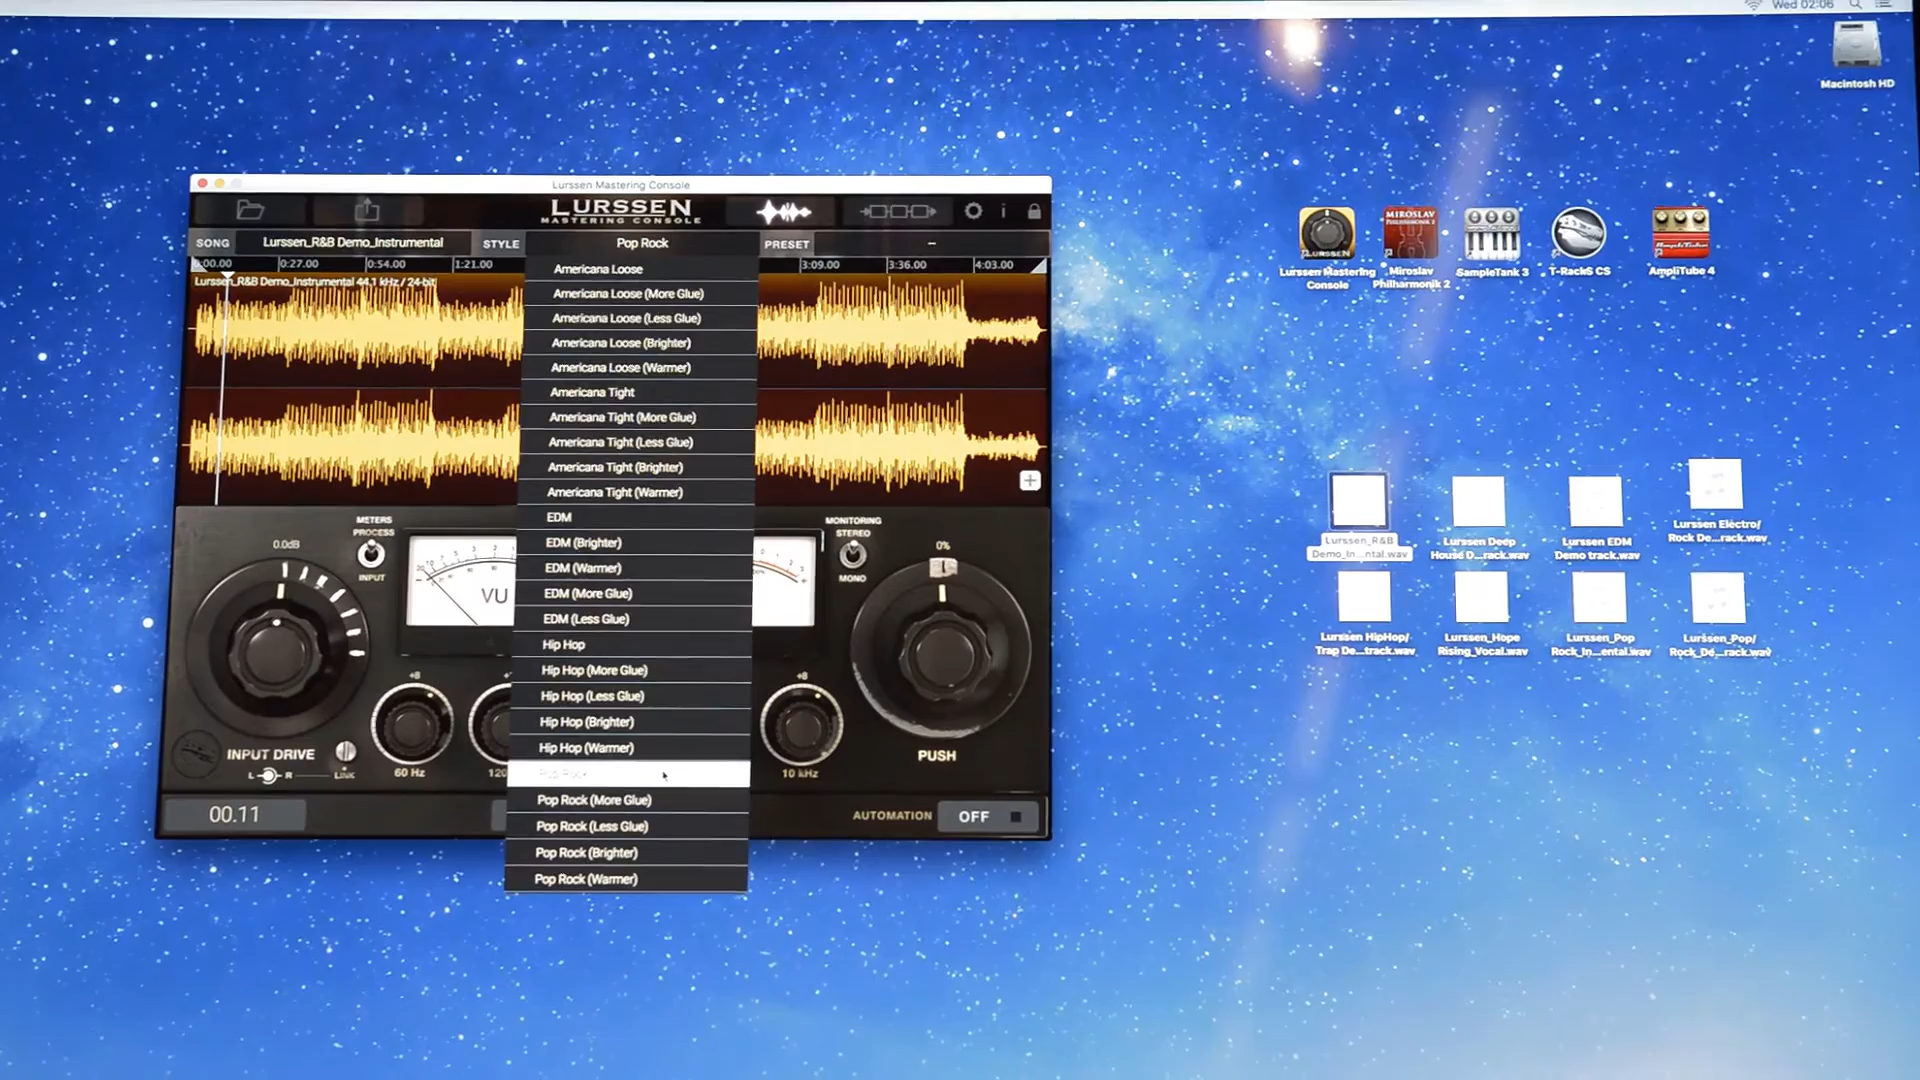 Wed 02:06
Macintosh HD
Lurssen Mastering Console
LURSSEN
MASTERING CONSOLE
i
SONG
Lurssen_R&B Demo_Instrumental
STYLE
Pop Rock
PRESET
0:00.00
0:27.00
0:54.00
1:21.00
3:09.00
3:36.00
4:03.00
Lurssen_R&B Demo_Instrumental 44.1 kHz / 24-bit
Americana Loose
Americana Loose (More Glue)
Americana Loose (Less Glue)
Americana Loose (Brighter)
Americana Loose (Warmer)
Americana Tight
Americana Tight (More Glue)
Americana Tight (Less Glue)
Americana Tight (Brighter)
Americana Tight (Warmer)
EDM
EDM (Brighter)
EDM (Warmer)
EDM (More Glue)
EDM (Less Glue)
Hip Hop
Hip Hop (More Glue)
Hip Hop (Less Glue)
Hip Hop (Brighter)
Hip Hop (Warmer)
Pop Rock
Pop Rock (More Glue)
Pop Rock (Less Glue)
Pop Rock (Brighter)
Pop Rock (Warmer)
0.0dB
METERS
PROCESS
INPUT
VU
MONITORING
STEREO
MONO
0%
INPUT DRIVE
L
R
LINK
+8
60 Hz
120
+8
10 kHz
PUSH
00.11
AUTOMATION
OFF
LURSSEN
Lurssen Mastering
Console
MIROSLAV
PHILHARMONIK 2
Miroslav
Philharmonik 2
SampleTank 3
T-RackS CS
AmpliTube 4
Lurssen_R&B
Demo_In...ntal.wav
Lurssen Deep
House D...rack.wav
Lurssen EDM
Demo track.wav
Lurssen Electro/
Rock De...rack.wav
Lurssen HipHop/
Trap De...track.wav
Lurssen_Hope
Rising_Vocal.wav
Lurssen_Pop
Rock_In...ental.wav
Lurssen_Pop/
Rock_De...rack.wav